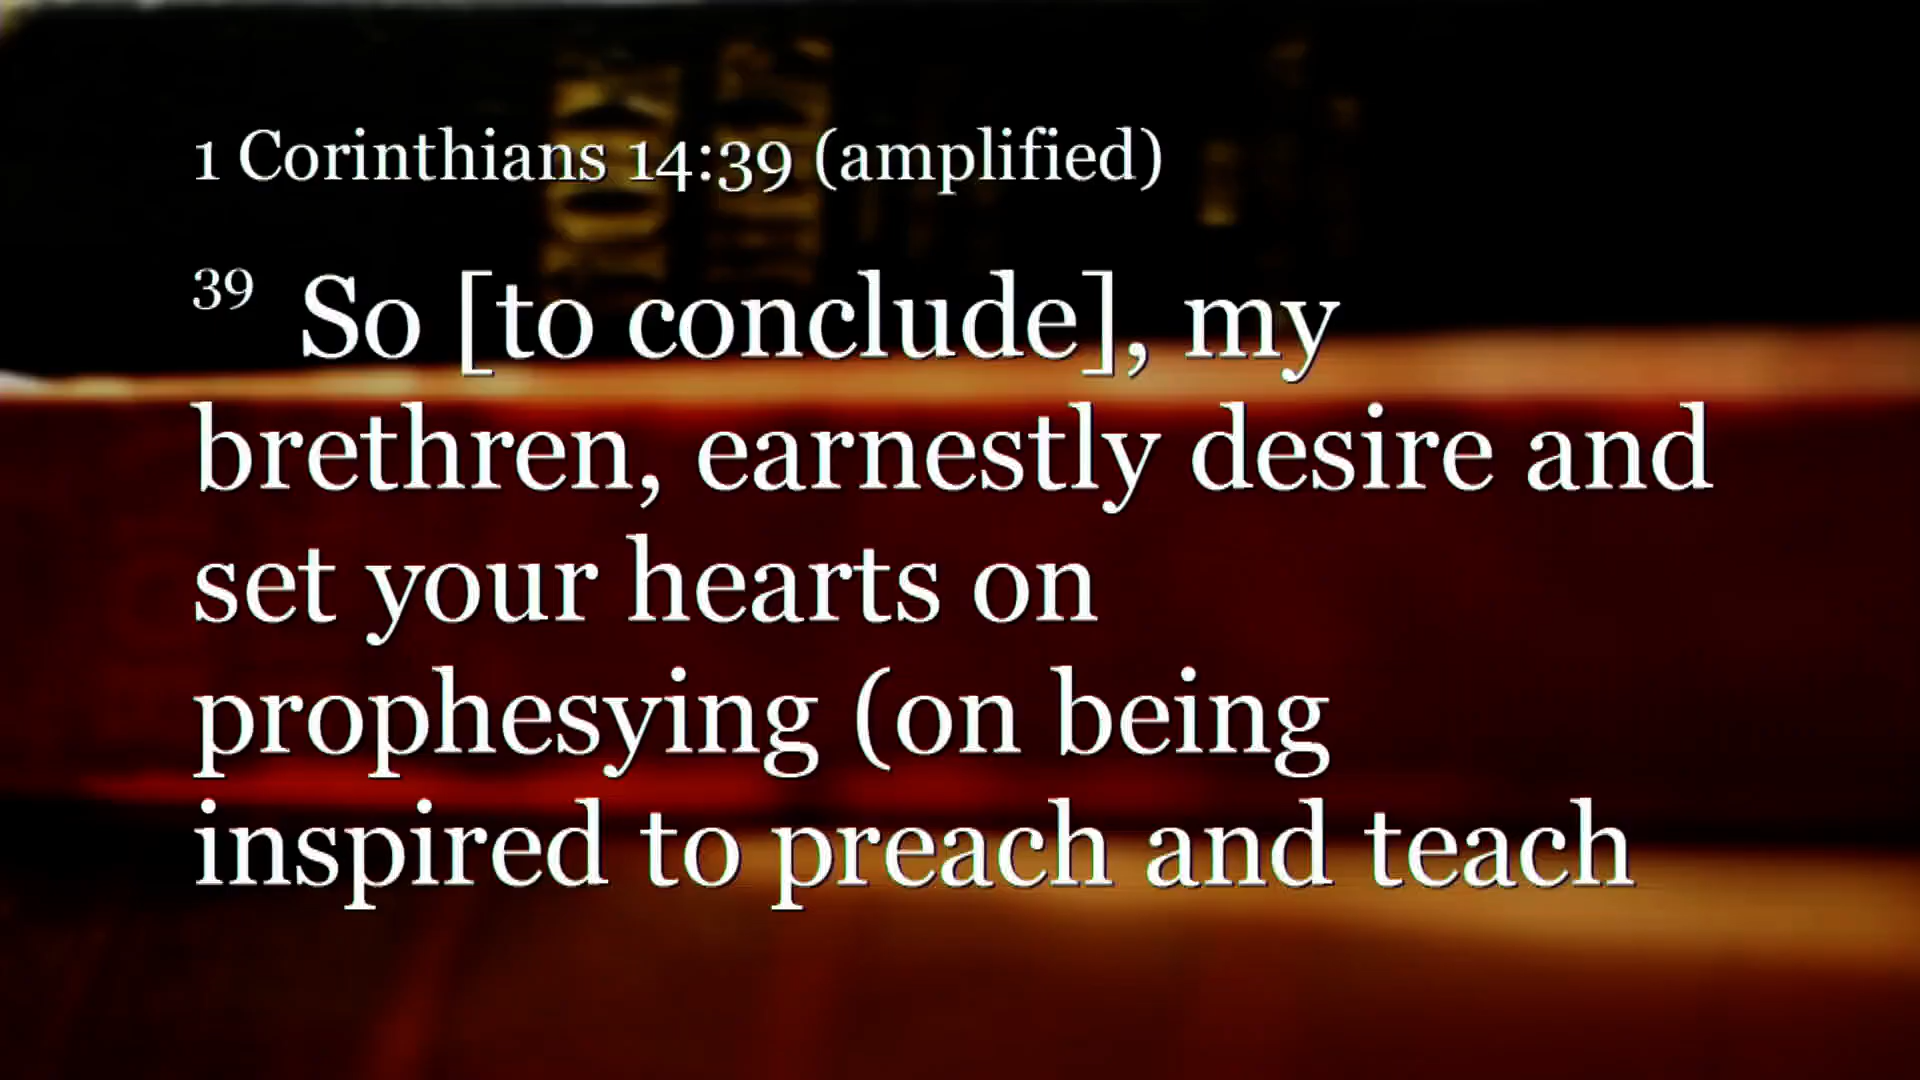 1 Corinthians 14:39 (amplified)
39 So [to conclude], my
brethren, earnestly desire and
set your hearts on
prophesying (on being
inspired to preach and teach